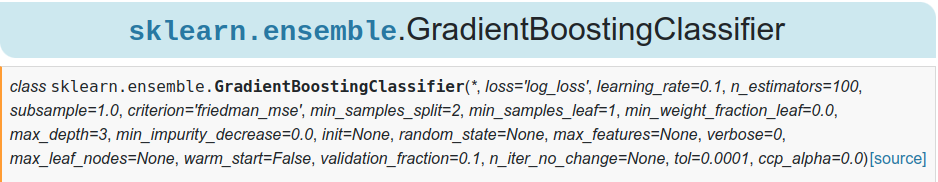 sklearn.ensemble.GradientBoostingClassifier
class sklearn.ensemble.GradientBoostingClassifier(*, loss='log_loss', learning_rate=0.1, n_estimators=100,
subsample=1.0, criterion='friedman_mse', min_samples_split=2, min_samples_leaf=1, min_weight_fraction_leaf=0.0,
max_depth=3, min_impurity_decrease=0.0, init=None, random_state=None, max_features=None, verbose=0,
max_leaf_nodes=None, warm_start=False, validation_fraction=0.1, n_iter_no_change=None, tol=0.0001, ccp_alpha=0.0)[source]